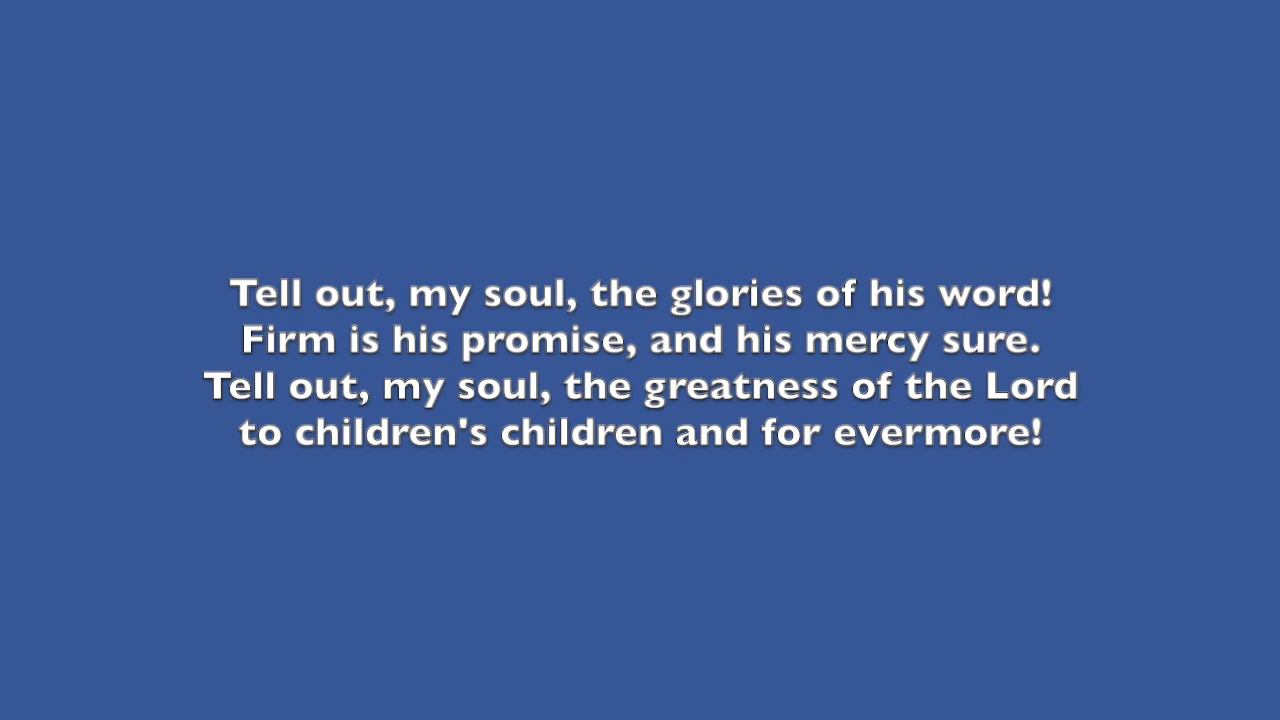 Tell out, my soul, the glories of his word!
Firm is his promise, and his mercy sure.
Tell out, my soul, the greatness of the Lord
to children's children and for evermore!